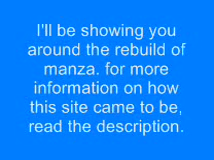 I'll be showing you
around the rebuild of
manza. for more
information on how
this site came to be,
read the description.